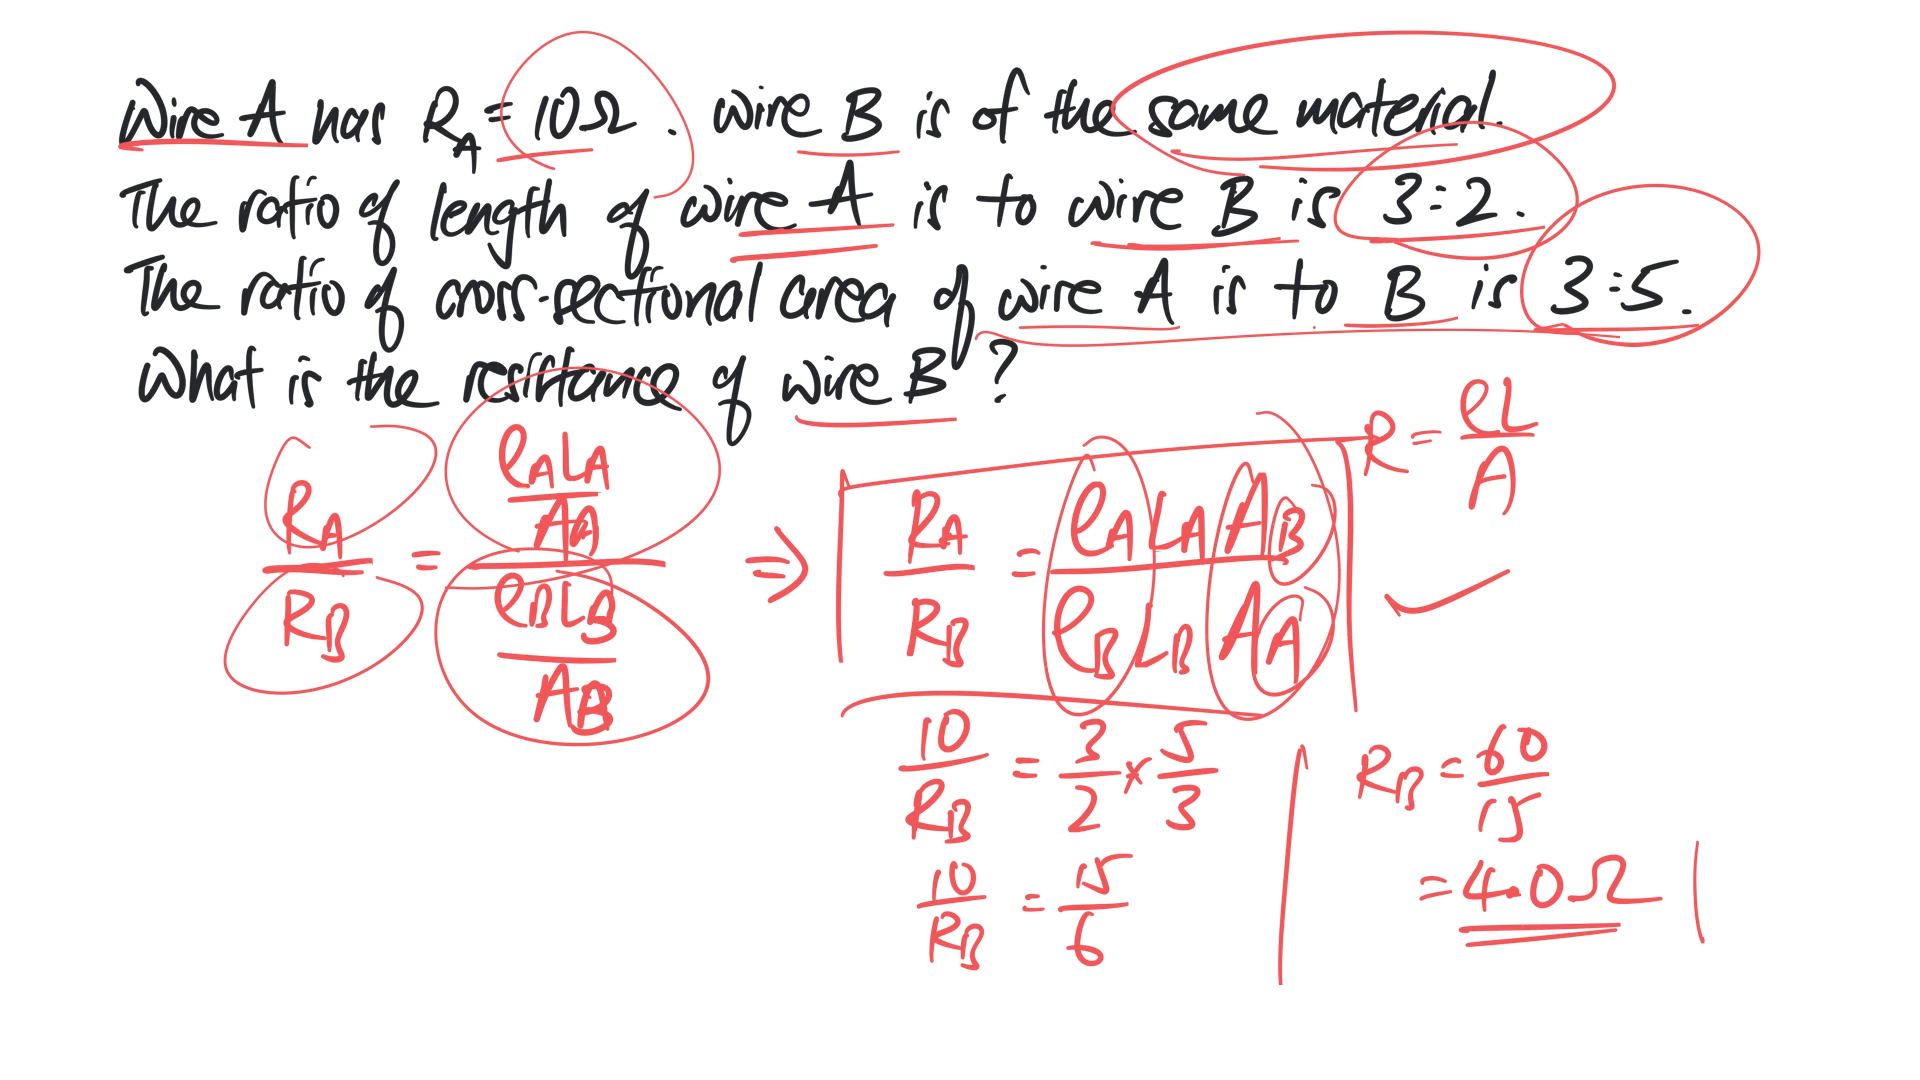 Wire A has R_A = 10Ω. wire B is of the same material.
The ratio of length of wire A is to wire B is 3:2.
The ratio of cross-sectional area of wire A is to B is 3:5.
What is the resistance of wire B?
R = ρL/A
R_A/R_B = (ρ_A L_A/A_A)/(ρ_B L_B/A_B) ⇒ R_A/R_B = ρ_A L_A A_B/ρ_B L_B A_A ✓
10/R_B = 3/2 × 5/3
10/R_B = 15/6
R_B = 60/15
= 4.0Ω